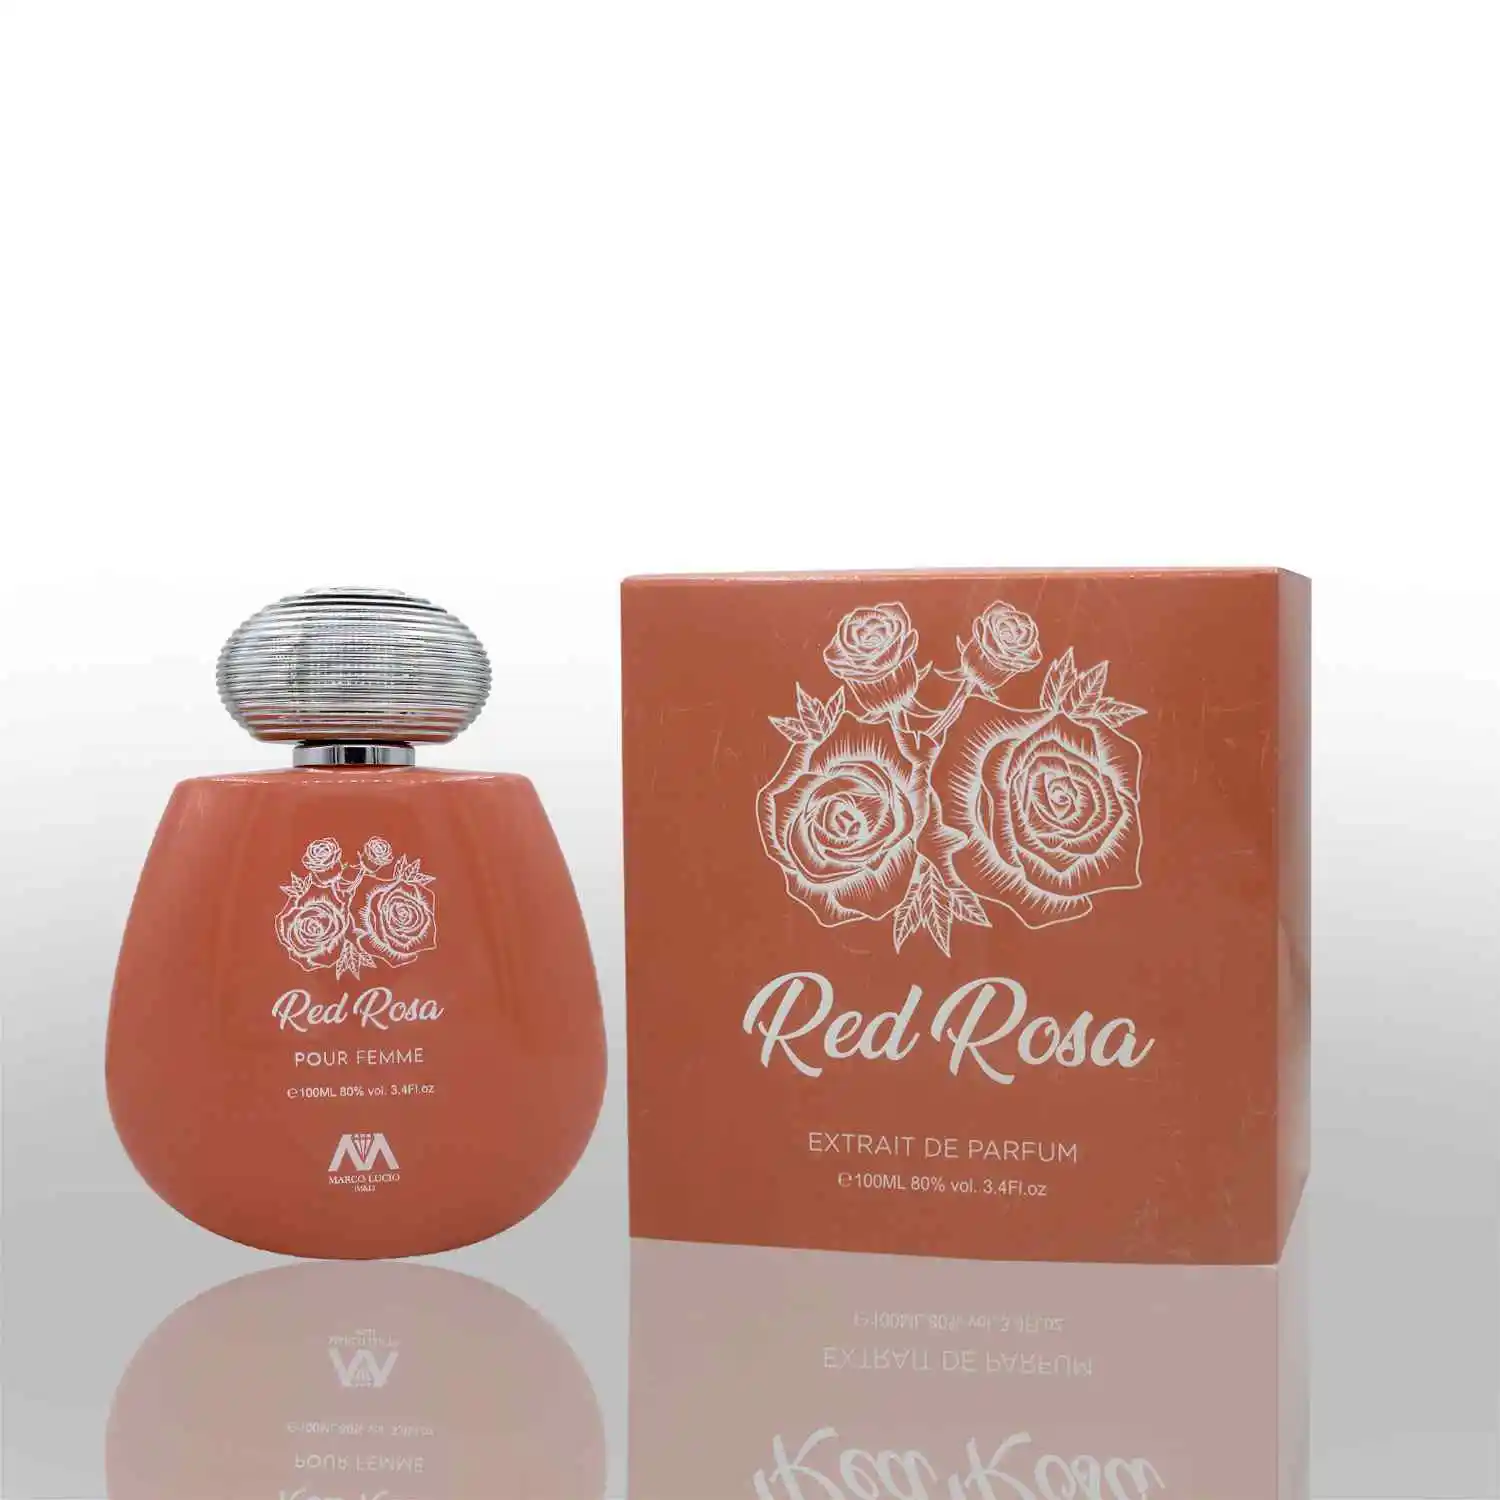 Red Rosa
POUR FEMME
℮100ML 80% vol. 3.4Fl.oz
MARCO LUCIO
Red Rosa
EXTRAIT DE PARFUM
℮100ML 80% vol. 3.4Fl.oz